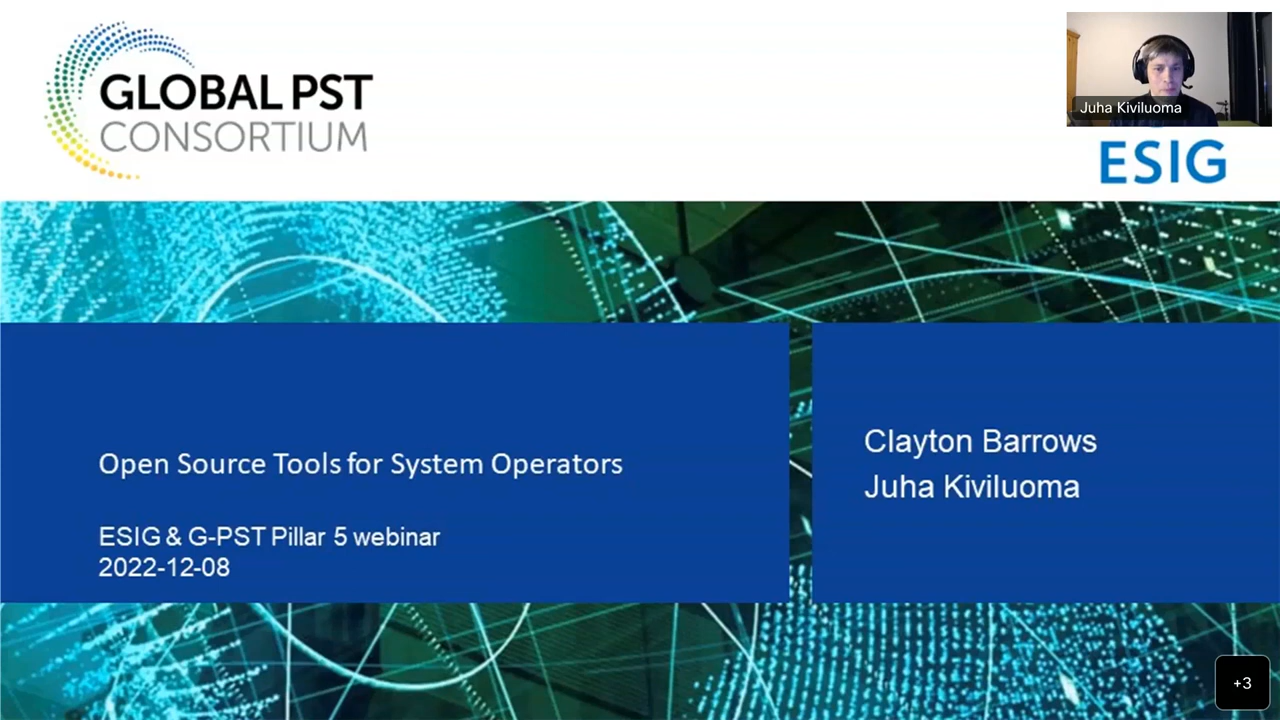 GLOBAL PST
CONSORTIUM
Juha Kiviluoma
ESIG
Open Source Tools for System Operators
ESIG & G-PST Pillar 5 webinar
2022-12-08
Clayton Barrows
Juha Kiviluoma
+3